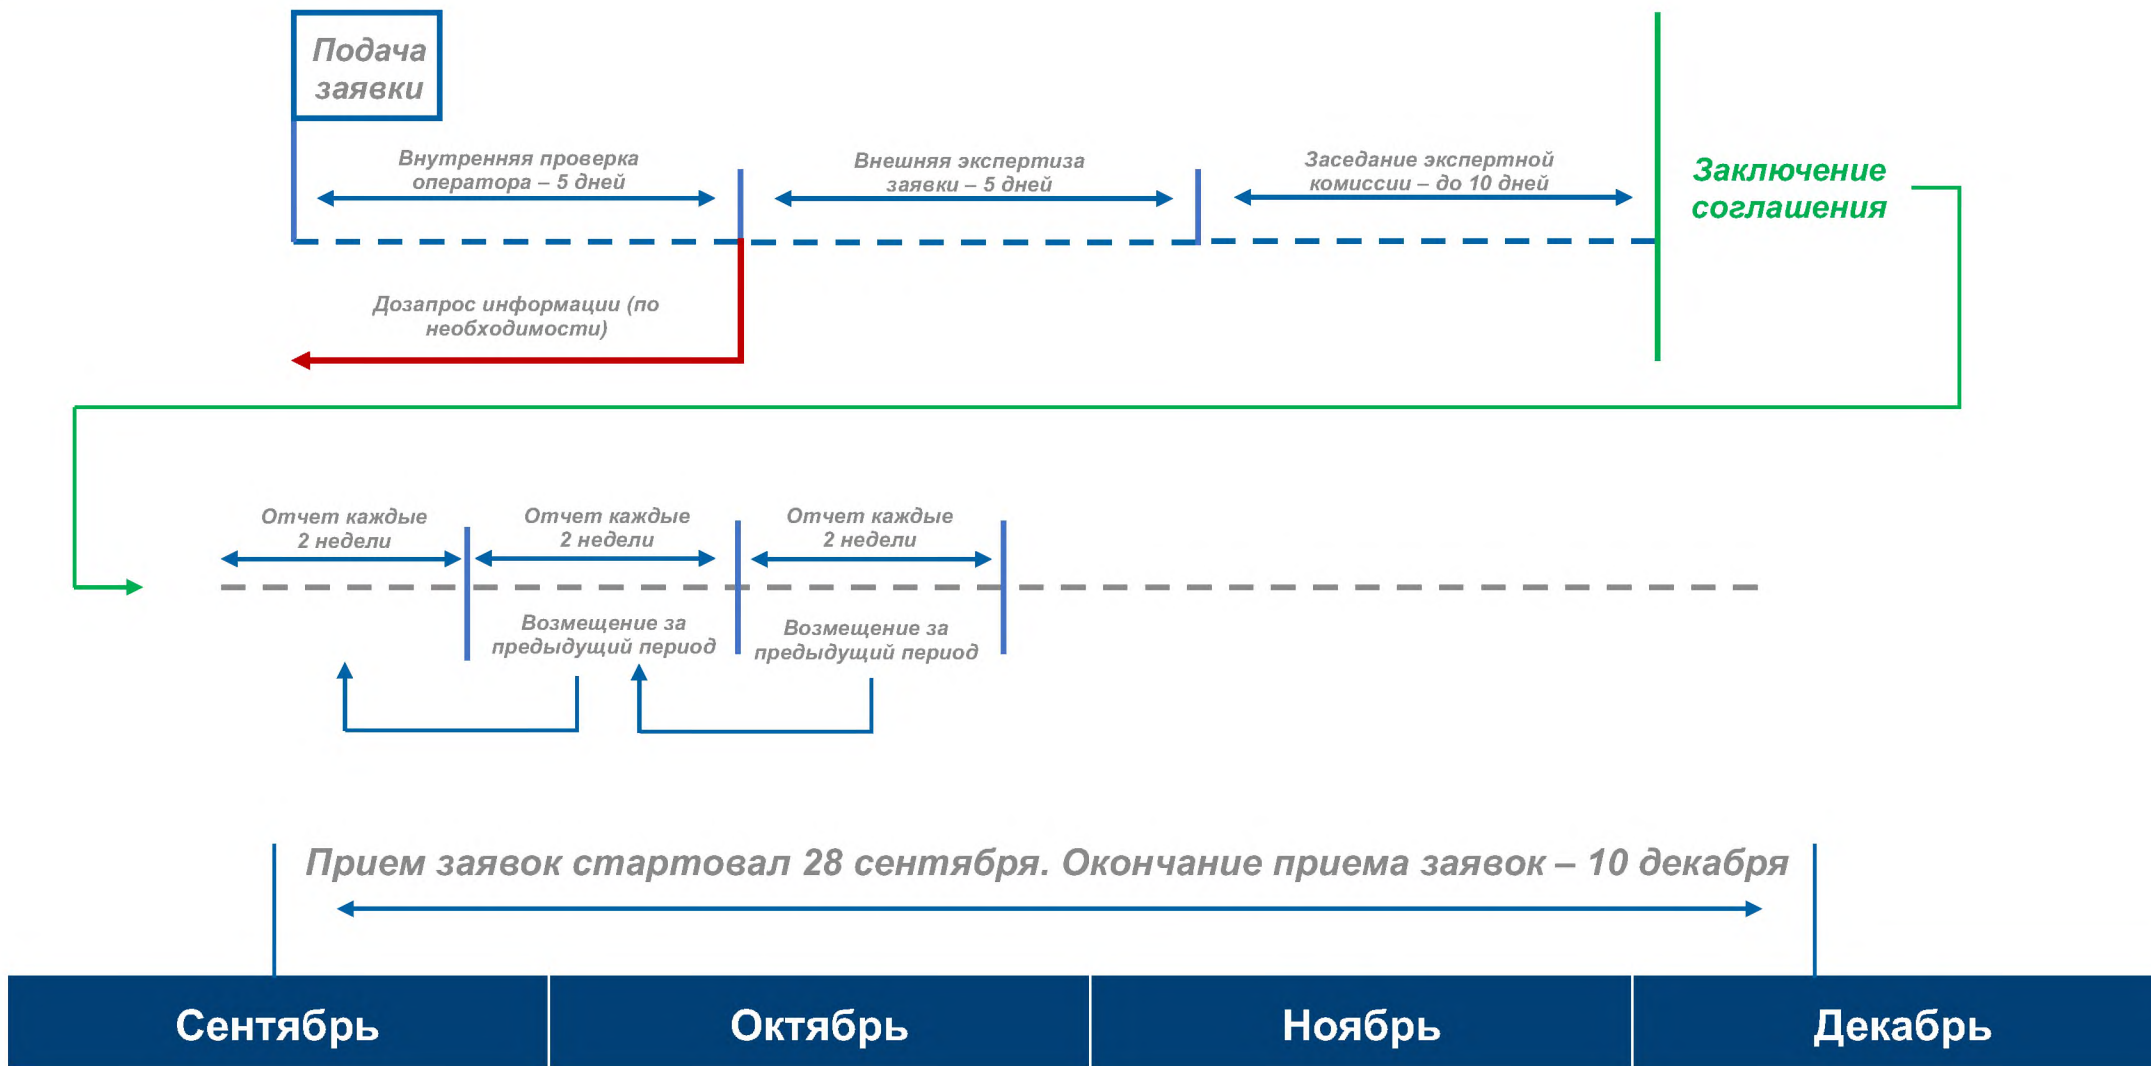 Подача
заявки
Внутренняя проверка
оператора – 5 дней
Внешняя экспертиза
заявки – 5 дней
Заседание экспертной
комиссии – до 10 дней
Заключение
соглашения
Дозапрос информации (по
необходимости)
Отчет каждые
2 недели
Отчет каждые
2 недели
Отчет каждые
2 недели
Возмещение за
предыдущий период
Возмещение за
предыдущий период
Прием заявок стартовал 28 сентября. Окончание приема заявок – 10 декабря
Сентябрь
Октябрь
Ноябрь
Декабрь